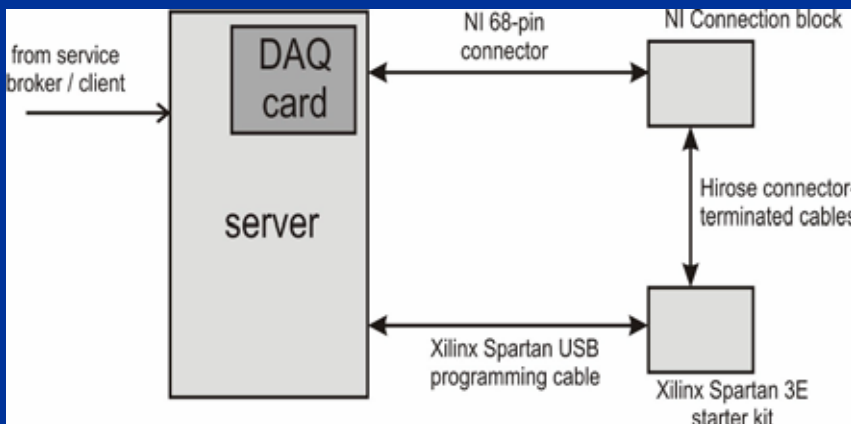 from service
broker / client
DAQ
card
server
NI 68-pin
connector
NI Connection block
Hirose connector-
terminated cables
Xilinx Spartan USB
programming cable
Xilinx Spartan 3E
starter kit